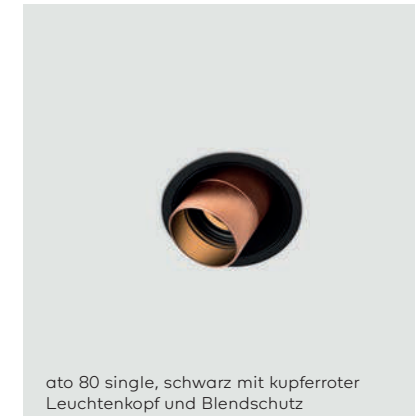 ato 80 single, schwarz mit kupferroter
Leuchtenkopf und Blendschutz